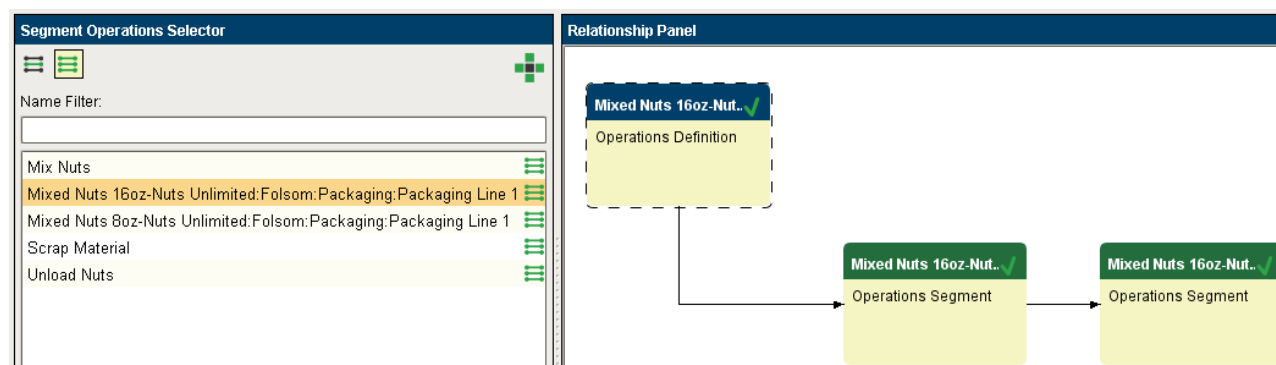 Segment Operations Selector
Name Filter:
Mix Nuts
Mixed Nuts 16oz-Nuts Unlimited:Folsom:Packaging:Packaging Line 1
Mixed Nuts 8oz-Nuts Unlimited:Folsom:Packaging:Packaging Line 1
Scrap Material
Unload Nuts
Relationship Panel
Mixed Nuts 16oz-Nut..
Operations Definition
Mixed Nuts 16oz-Nut..
Operations Segment
Mixed Nuts 16oz-Nut..
Operations Segment